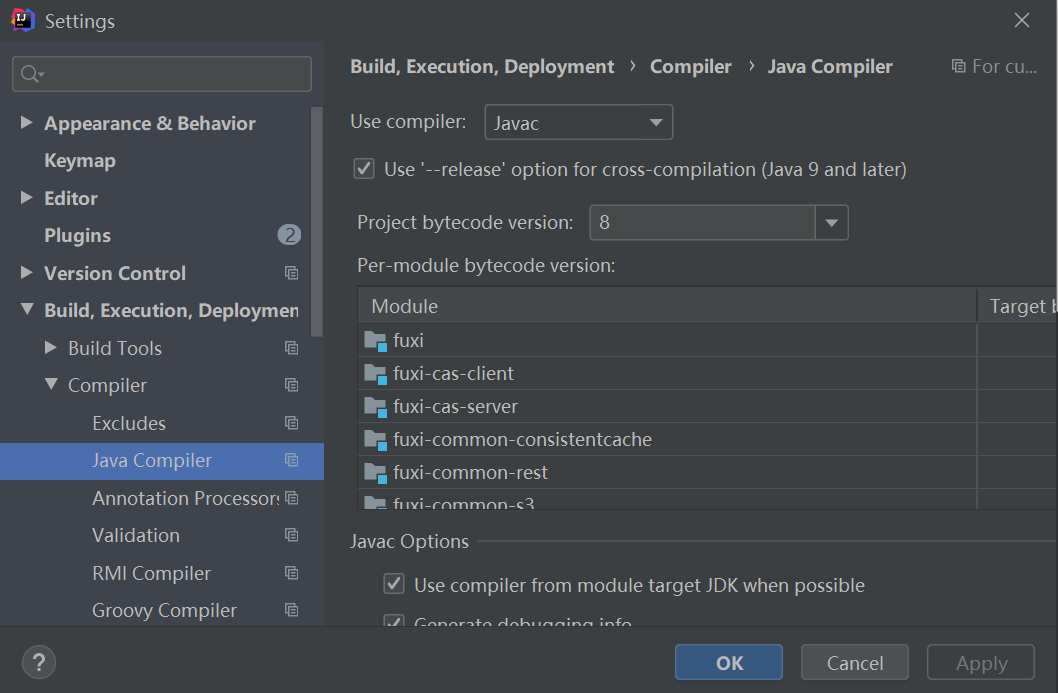 Settings
Appearance & Behavior
Keymap
Editor
Plugins 2
Version Control
Build, Execution, Deploymen
Build Tools
Compiler
Excludes
Java Compiler
Annotation Processors
Validation
RMI Compiler
Groovy Compiler
Build, Execution, Deployment › Compiler › Java Compiler For cu...
Use compiler: Javac
Use '--release' option for cross-compilation (Java 9 and later)
Project bytecode version: 8
Per-module bytecode version:
Module Target b
fuxi
fuxi-cas-client
fuxi-cas-server
fuxi-common-consistentcache
fuxi-common-rest
fuxi-common-s3
Javac Options
Use compiler from module target JDK when possible
Generate debugging info
? OK Cancel Apply